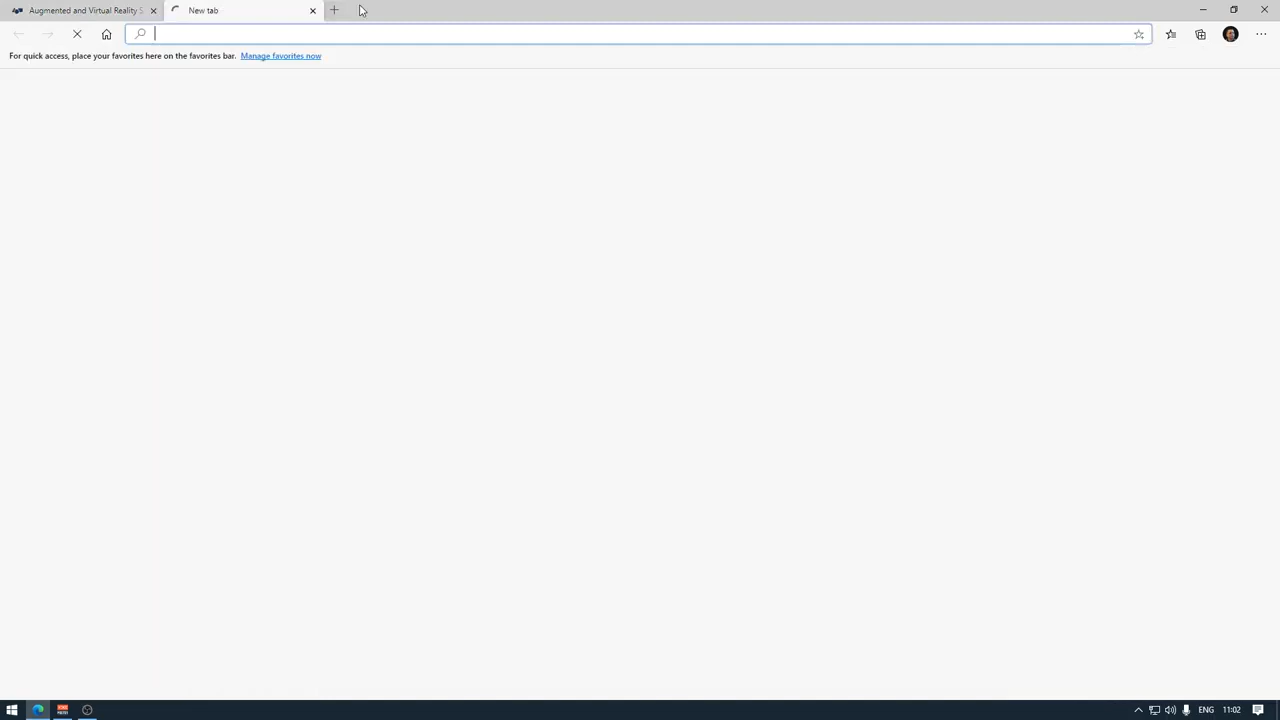 Augmented and Virtual Reality S
New tab
For quick access, place your favorites here on the favorites bar. Manage favorites now
ENG
11:02